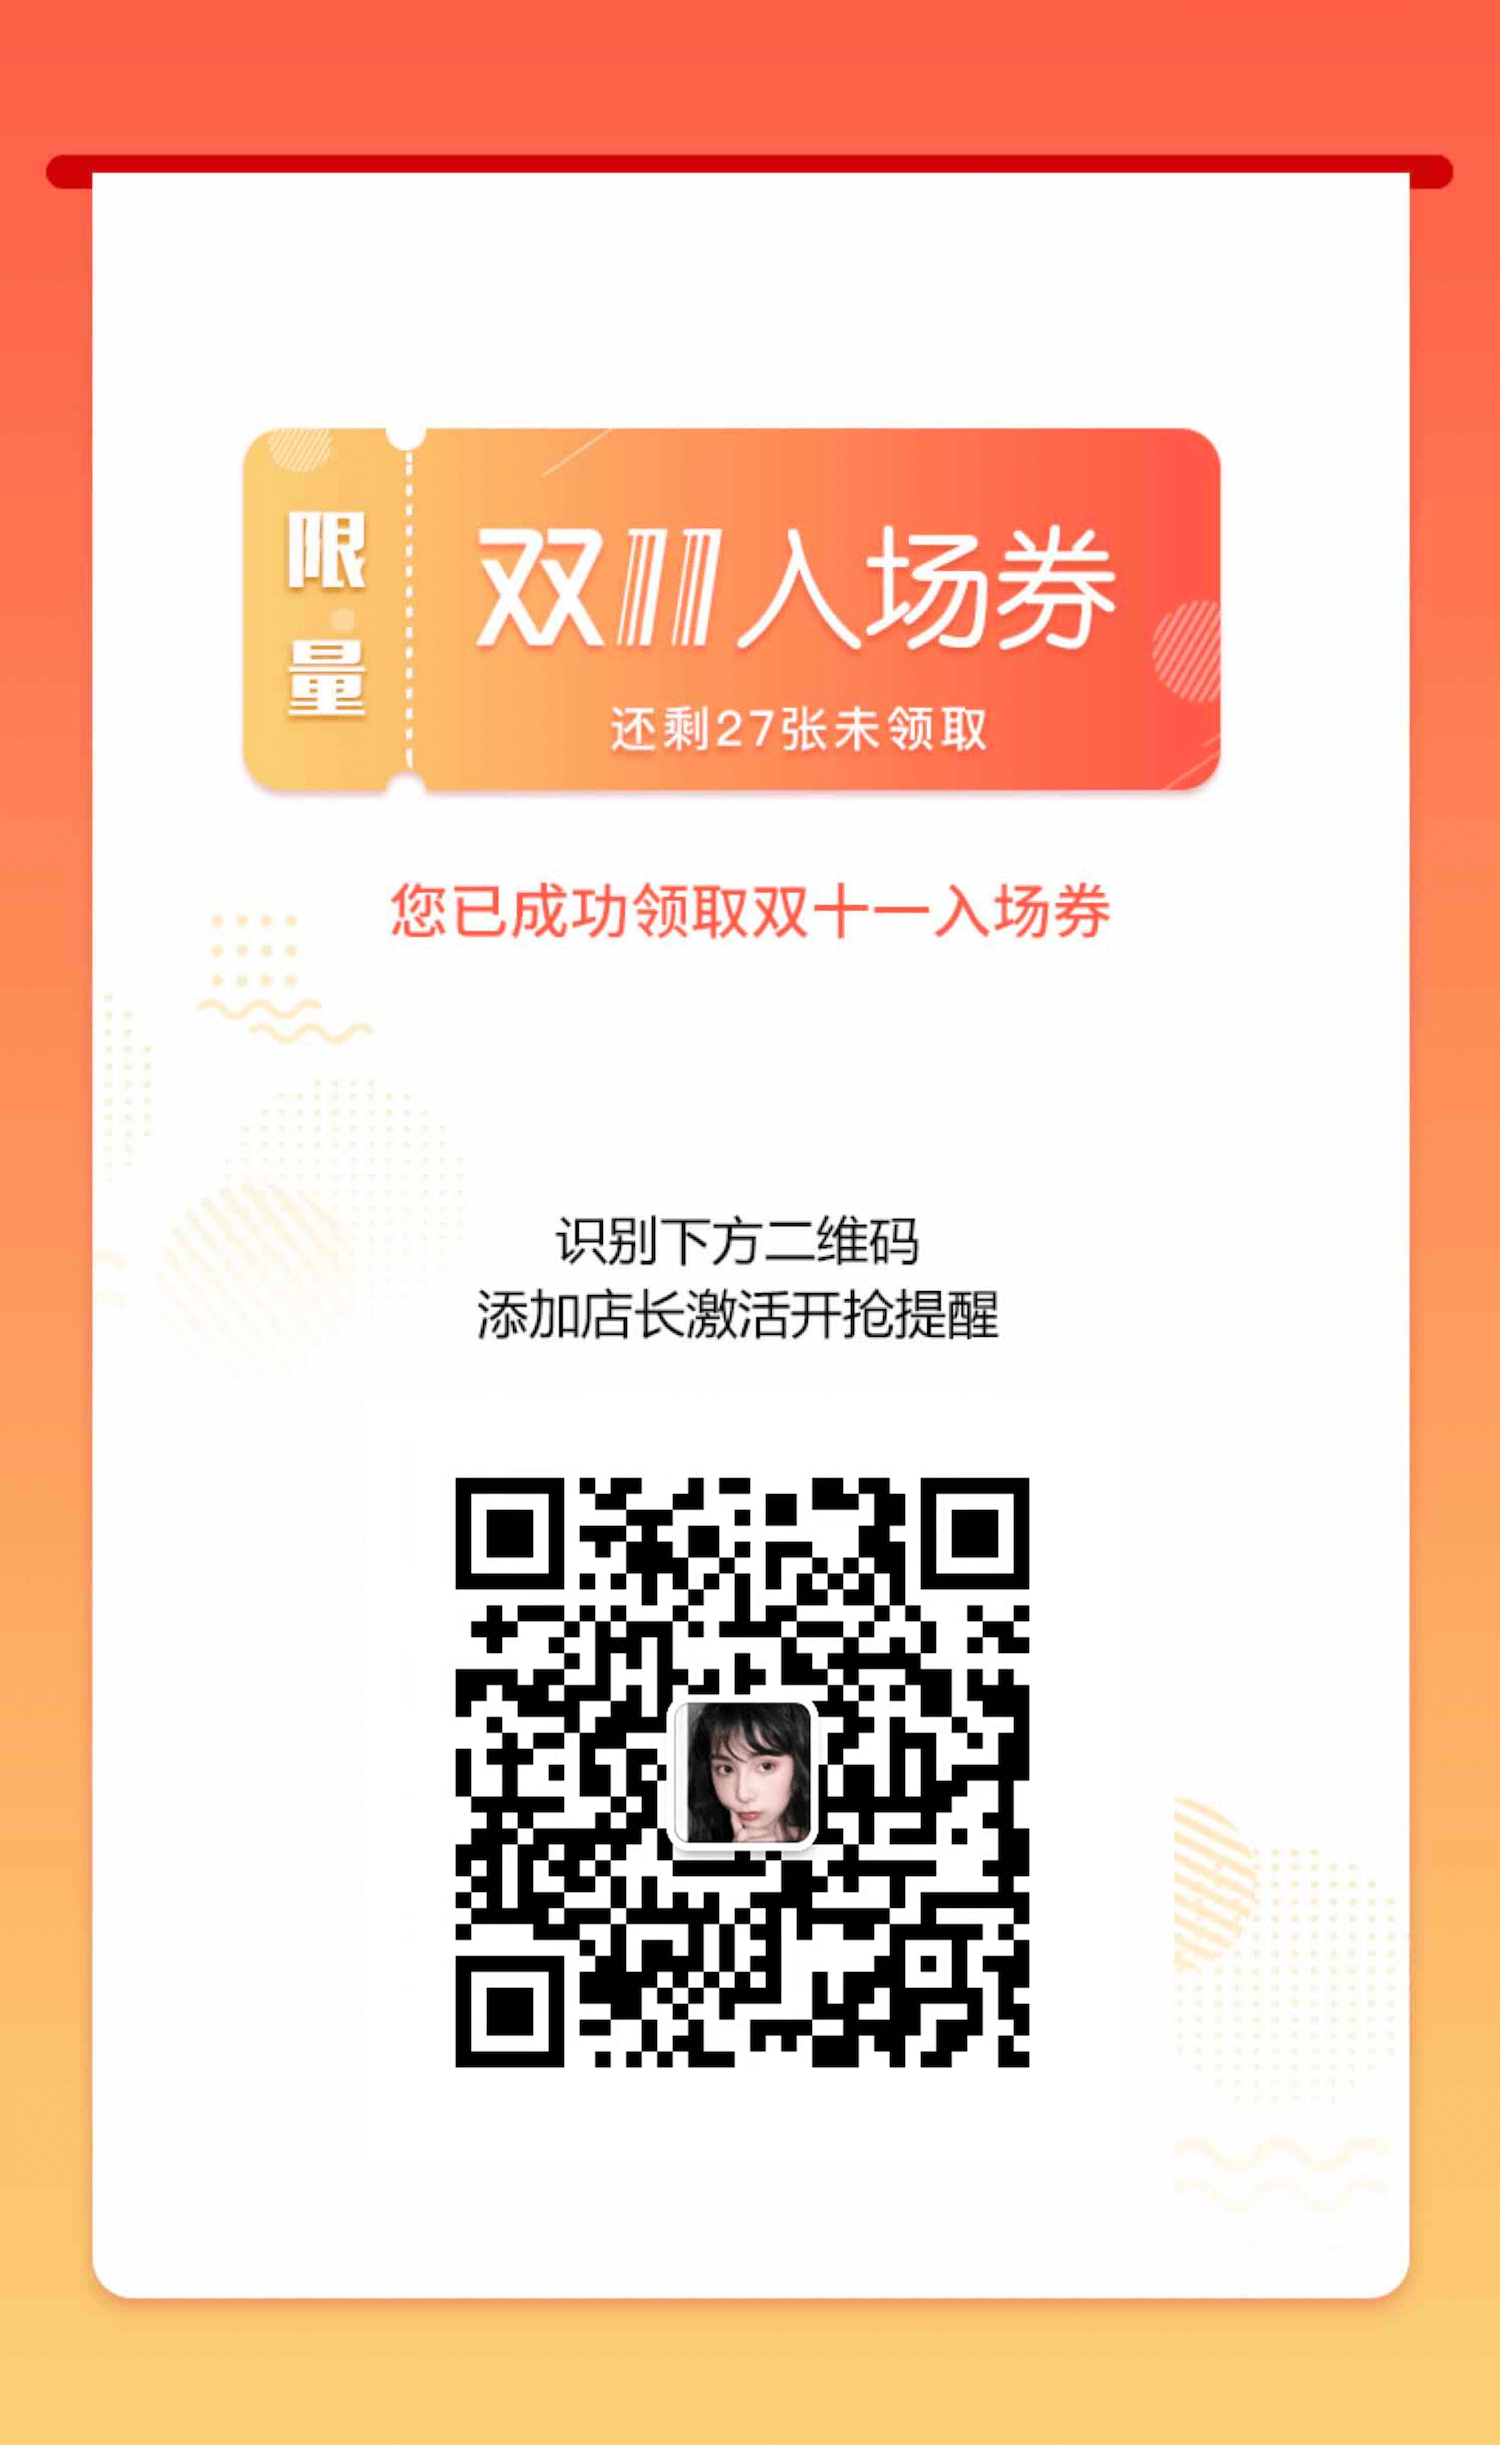 限量
双11入场券
还剩27张未领取
您已成功领取双十一入场券
识别下方二维码
添加店长激活开抢提醒